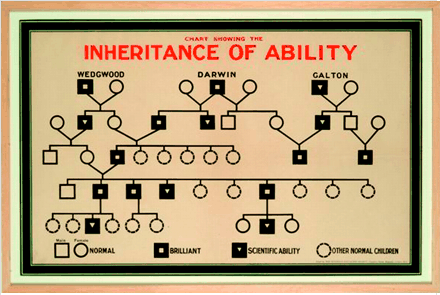 CHART SHOWING THE
INHERITANCE OF ABILITY
WEDGWOOD DARWIN GALTON
Male Female
NORMAL BRILLIANT SCIENTIFIC ABILITY OTHER NORMAL CHILDREN